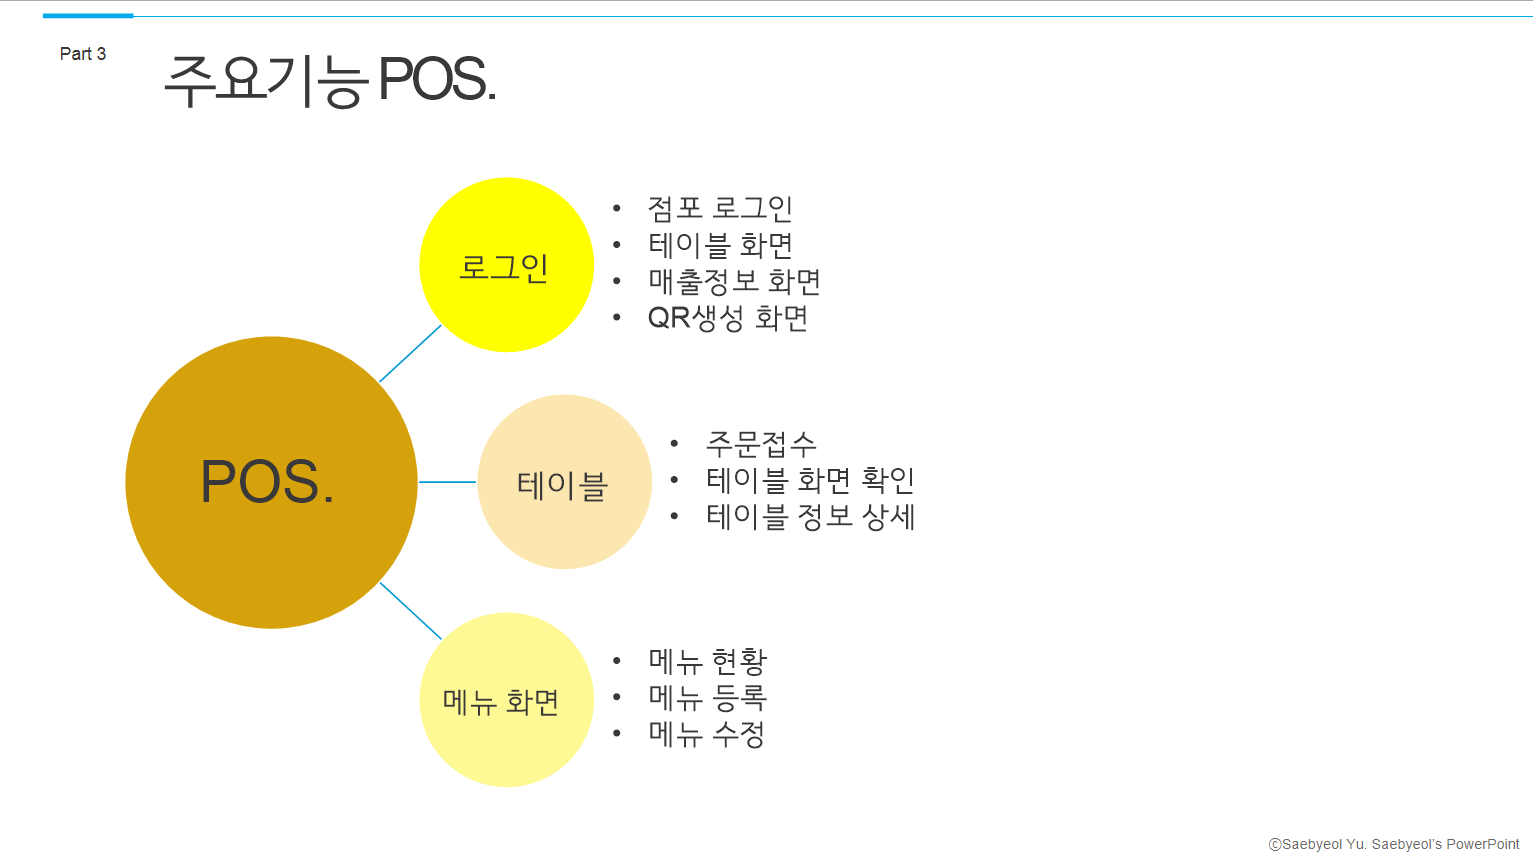 Part 3
주요기능 POS.
로그인
• 점포 로그인
• 테이블 화면
• 매출정보 화면
• QR생성 화면
POS.
테이블
• 주문접수
• 테이블 화면 확인
• 테이블 정보 상세
메뉴 화면
• 메뉴 현황
• 메뉴 등록
• 메뉴 수정
ⓒSaebyeol Yu. Saebyeol's PowerPoint